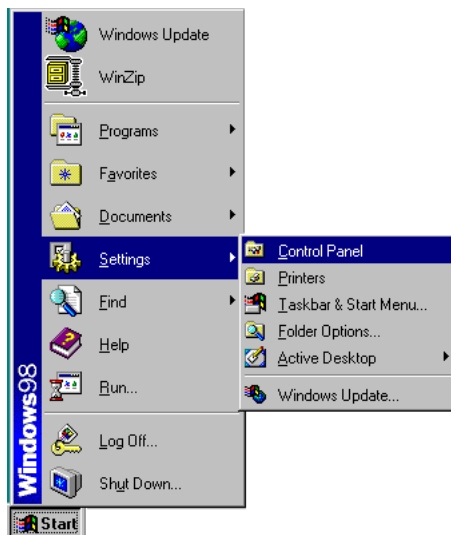 Windows Update
WinZip
Programs
Favorites
Documents
Settings
Find
Help
Run...
Log Off...
Shut Down...
Windows98
Start
Control Panel
Printers
Taskbar & Start Menu...
Folder Options...
Active Desktop
Windows Update...